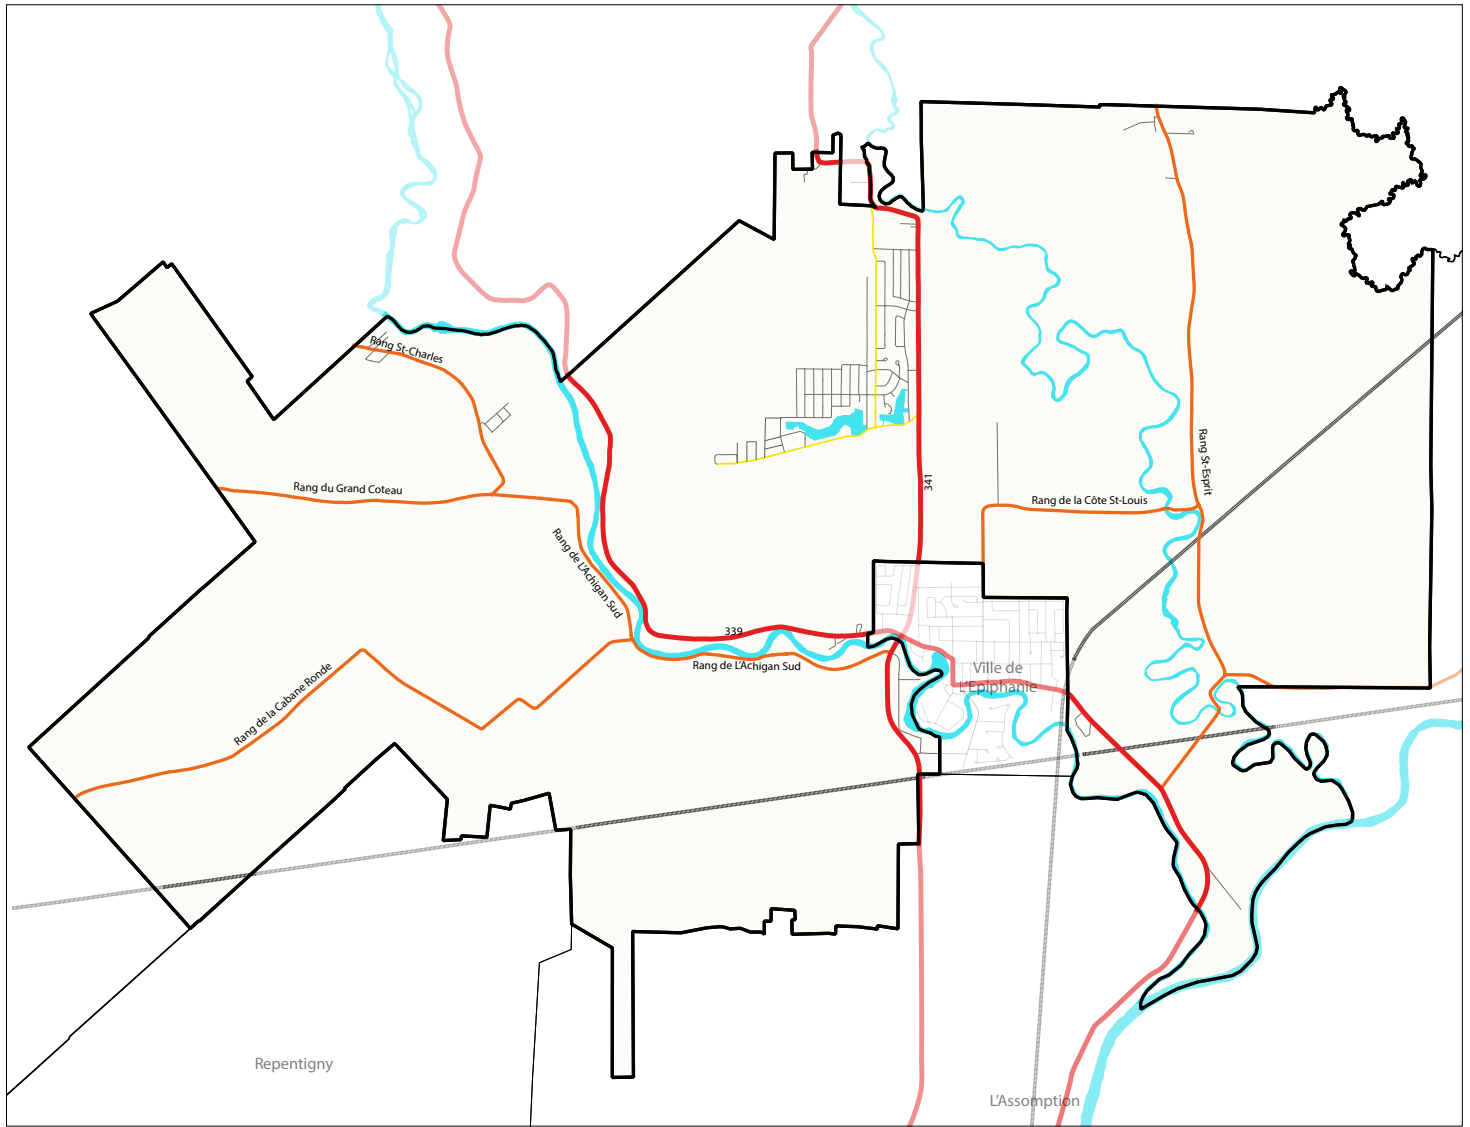 Rang St-Charles
Rang du Grand Coteau
Rang St-Esprit
341
Rang de la Côte St-Louis
Rang de L'Achigan Sud
339
Rang de L'Achigan Sud
Rang de la Cabane Ronde
Ville de
L'Epiphanie
Repentigny
L'Assomption